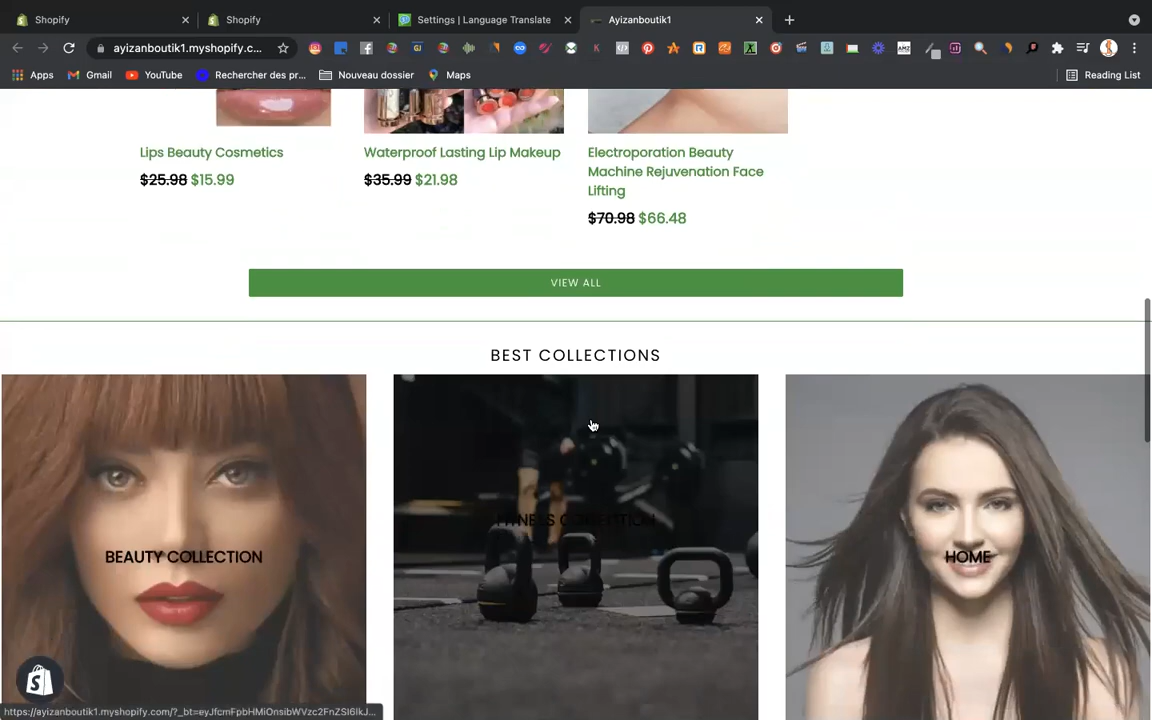 Shopify
Shopify
Settings | Language Translate
Ayizanboutik1
ayizanboutik1.myshopify.c...
Apps
Gmail
YouTube
Rechercher des pr...
Nouveau dossier
Maps
Reading List
Lips Beauty Cosmetics
$25.98 $15.99
Waterproof Lasting Lip Makeup
$35.99 $21.98
Electroporation Beauty
Machine Rejuvenation Face
Lifting
$70.98 $66.48
VIEW ALL
BEST COLLECTIONS
BEAUTY COLLECTION
FITNESS COLLECTION
HOME